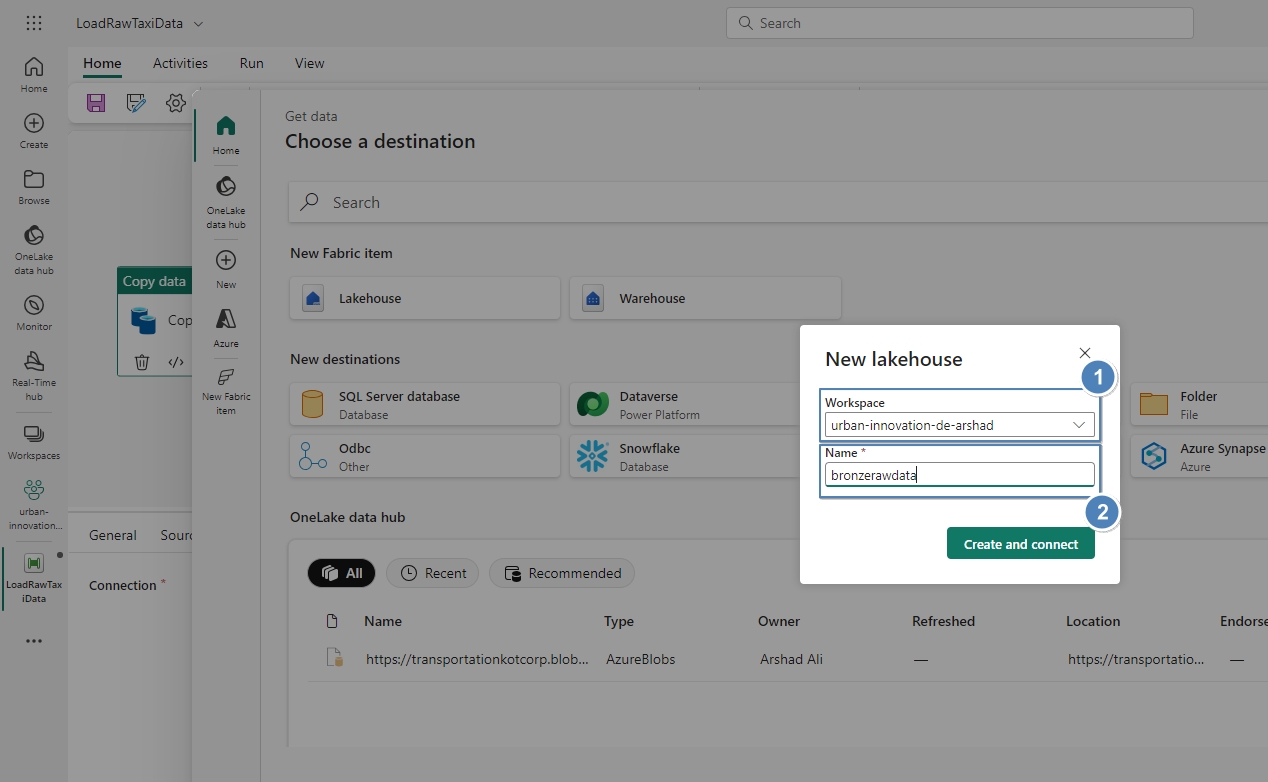 LoadRawTaxiData
Search
Home
Activities
Run
View
Home
Create
Browse
OneLake
data hub
Monitor
Real-Time
hub
Workspaces
urban-
innovation...
LoadRawTax
iData
Copy data
Cop
General
Sour
Connection *
Home
OneLake
data hub
New
Azure
New Fabric
item
Get data
Choose a destination
Search
New Fabric item
Lakehouse
Warehouse
New destinations
SQL Server database
Database
Dataverse
Power Platform
Folder
File
Odbc
Other
Snowflake
Database
Azure Synapse
Azure
New lakehouse
1
Workspace
urban-innovation-de-arshad
Name *
bronzerawdata
2
Create and connect
OneLake data hub
All
Recent
Recommended
Name Type Owner Refreshed Location Endorse
https://transportationkotcorp.blob... AzureBlobs Arshad Ali — https://transportatio... —